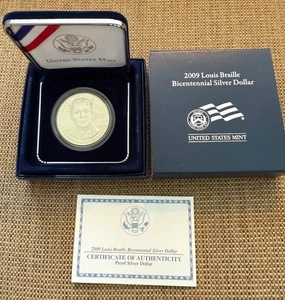 United States Mint
2009 Louis Braille
Bicentennial Silver Dollar
UNITED STATES MINT
2009 Louis Braille Bicentennial Silver Dollar
CERTIFICATE OF AUTHENTICITY
Proof Silver Dollar